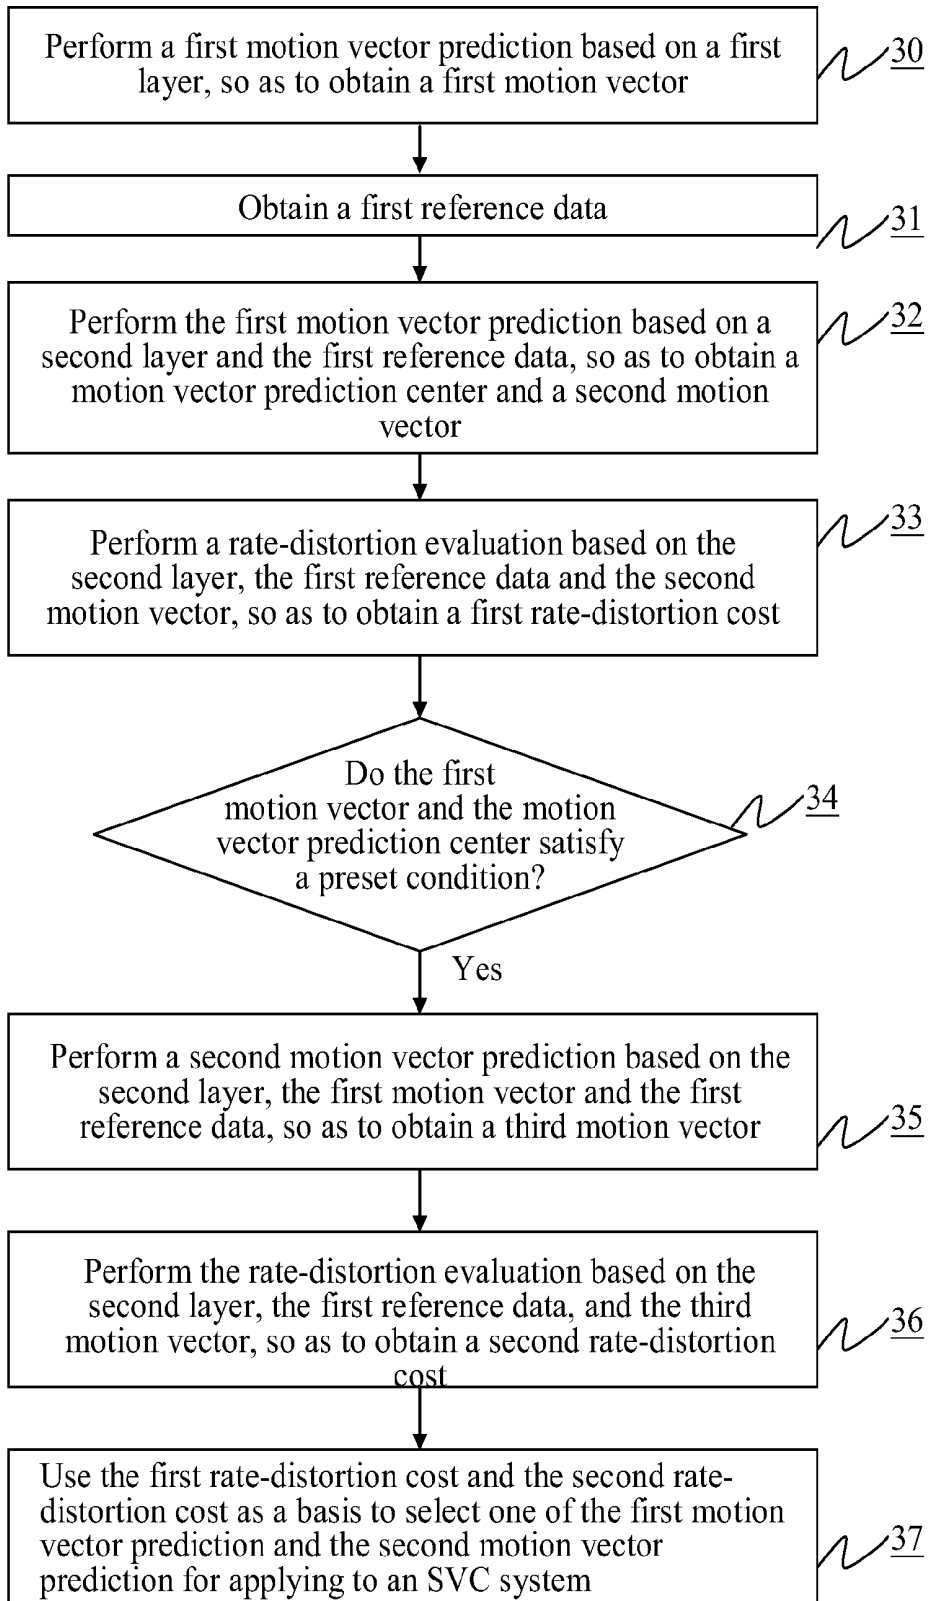 Perform a first motion vector prediction based on a first
layer, so as to obtain a first motion vector
30
Obtain a first reference data
31
Perform the first motion vector prediction based on a
second layer and the first reference data, so as to obtain a
motion vector prediction center and a second motion
vector
32
Perform a rate-distortion evaluation based on the
second layer, the first reference data and the second
motion vector, so as to obtain a first rate-distortion cost
33
Do the first
motion vector and the motion
vector prediction center satisfy
a preset condition?
34
Yes
Perform a second motion vector prediction based on the
second layer, the first motion vector and the first
reference data, so as to obtain a third motion vector
35
Perform the rate-distortion evaluation based on the
second layer, the first reference data, and the third
motion vector, so as to obtain a second rate-distortion
cost
36
Use the first rate-distortion cost and the second rate-
distortion cost as a basis to select one of the first motion
vector prediction and the second motion vector
prediction for applying to an SVC system
37